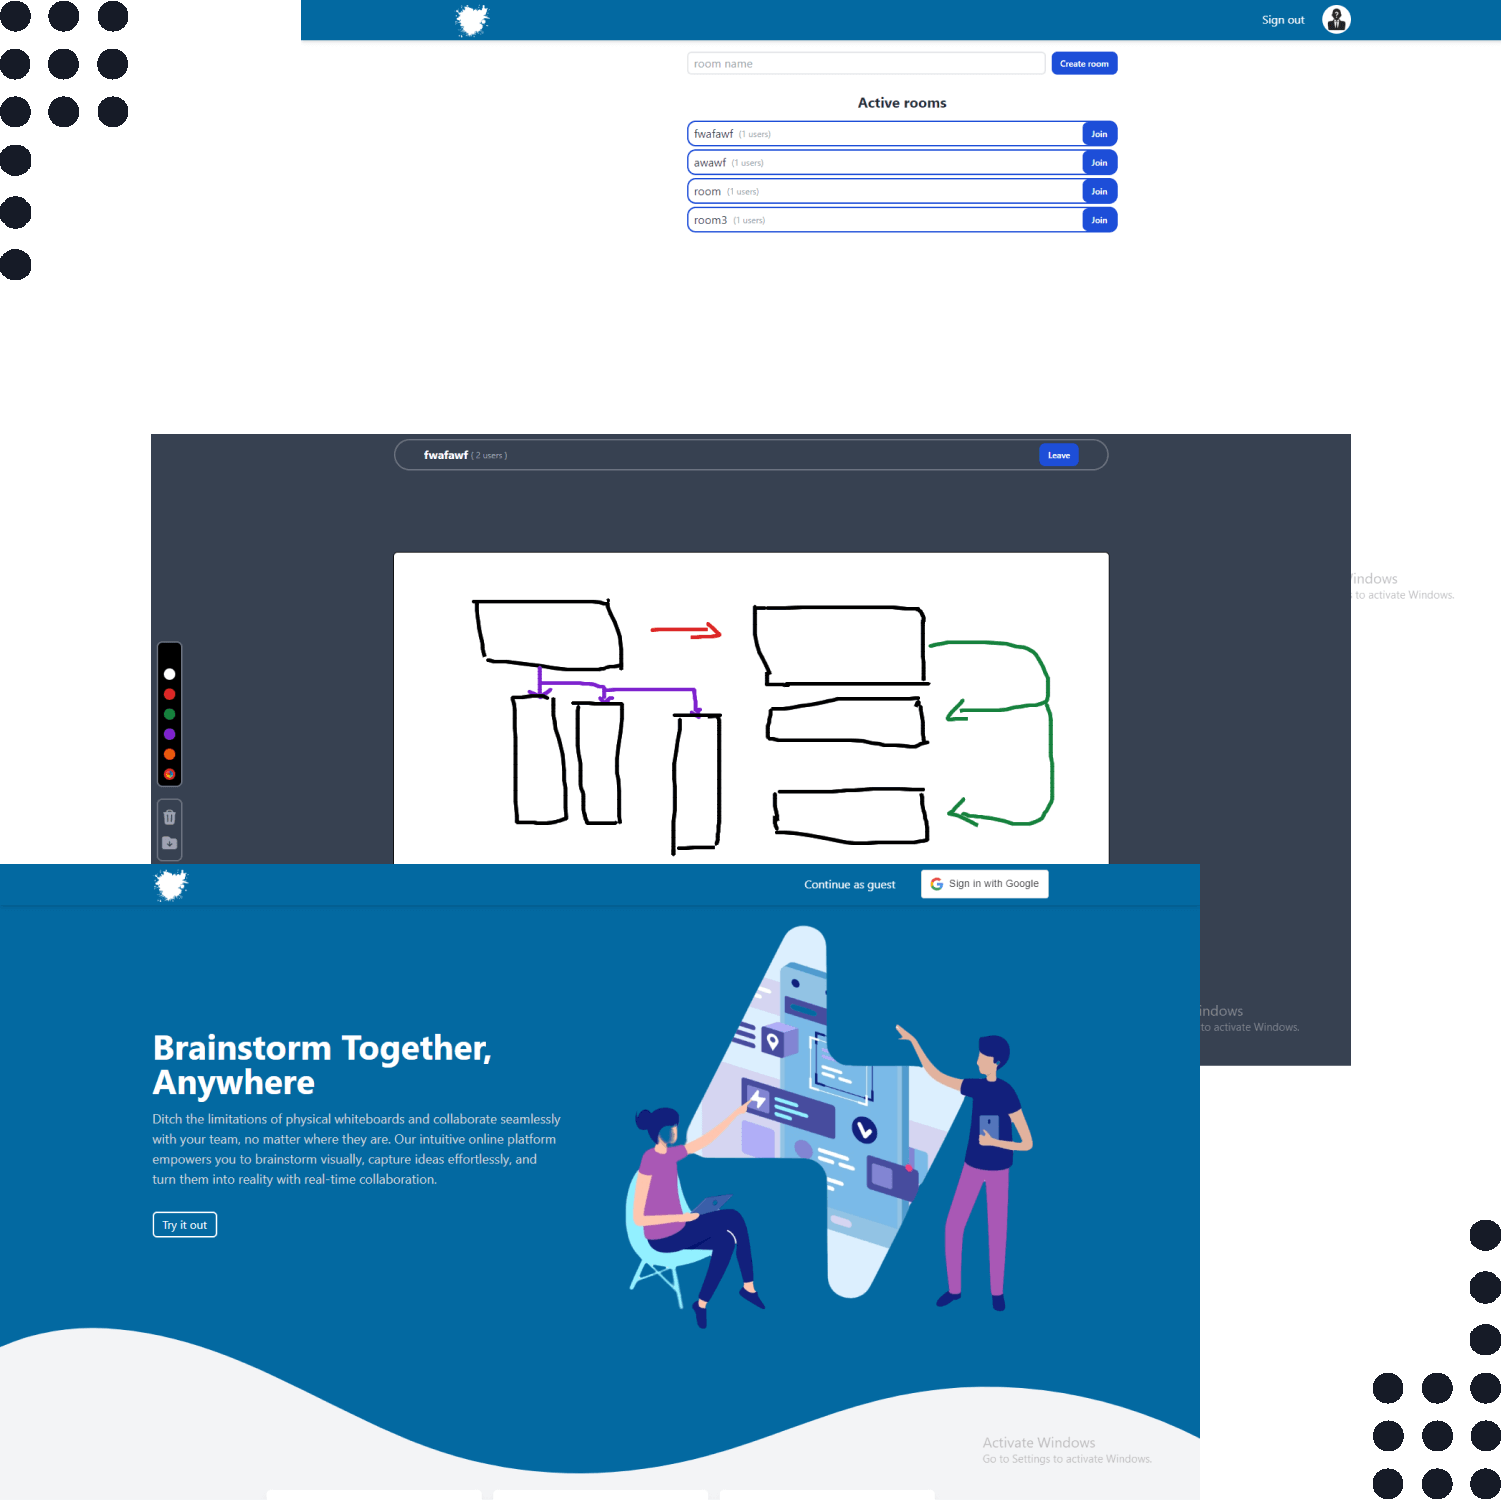 Sign out
room name
Create room
Active rooms
fwafawf (1 users)
Join
awawf (1 users)
Join
room (1 users)
Join
room3 (1 users)
Join
fwafawf ( 2 users )
Leave
indows
to activate Windows.
Continue as guest
Sign in with Google
indows
to activate Windows.
Brainstorm Together,
Anywhere
Ditch the limitations of physical whiteboards and collaborate seamlessly
with your team, no matter where they are. Our intuitive online platform
empowers you to brainstorm visually, capture ideas effortlessly, and
turn them into reality with real-time collaboration.
Try it out
Activate Windows
Go to Settings to activate Windows.